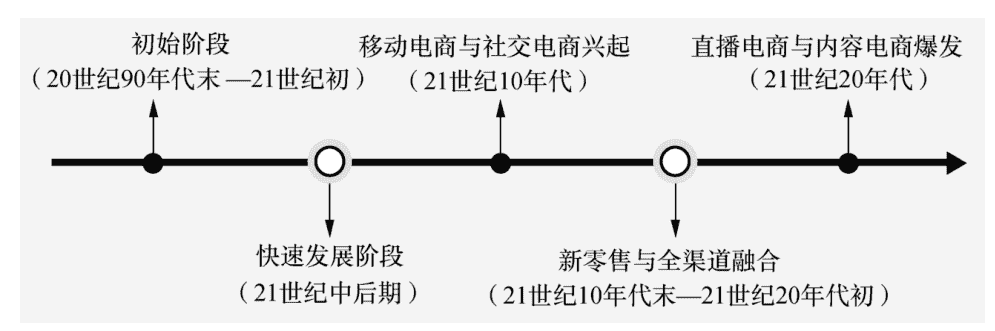 初始阶段
（20世纪90年代末—21世纪初）
移动电商与社交电商兴起
（21世纪10年代）
直播电商与内容电商爆发
（21世纪20年代）
快速发展阶段
（21世纪中后期）
新零售与全渠道融合
（21世纪10年代末—21世纪20年代初）